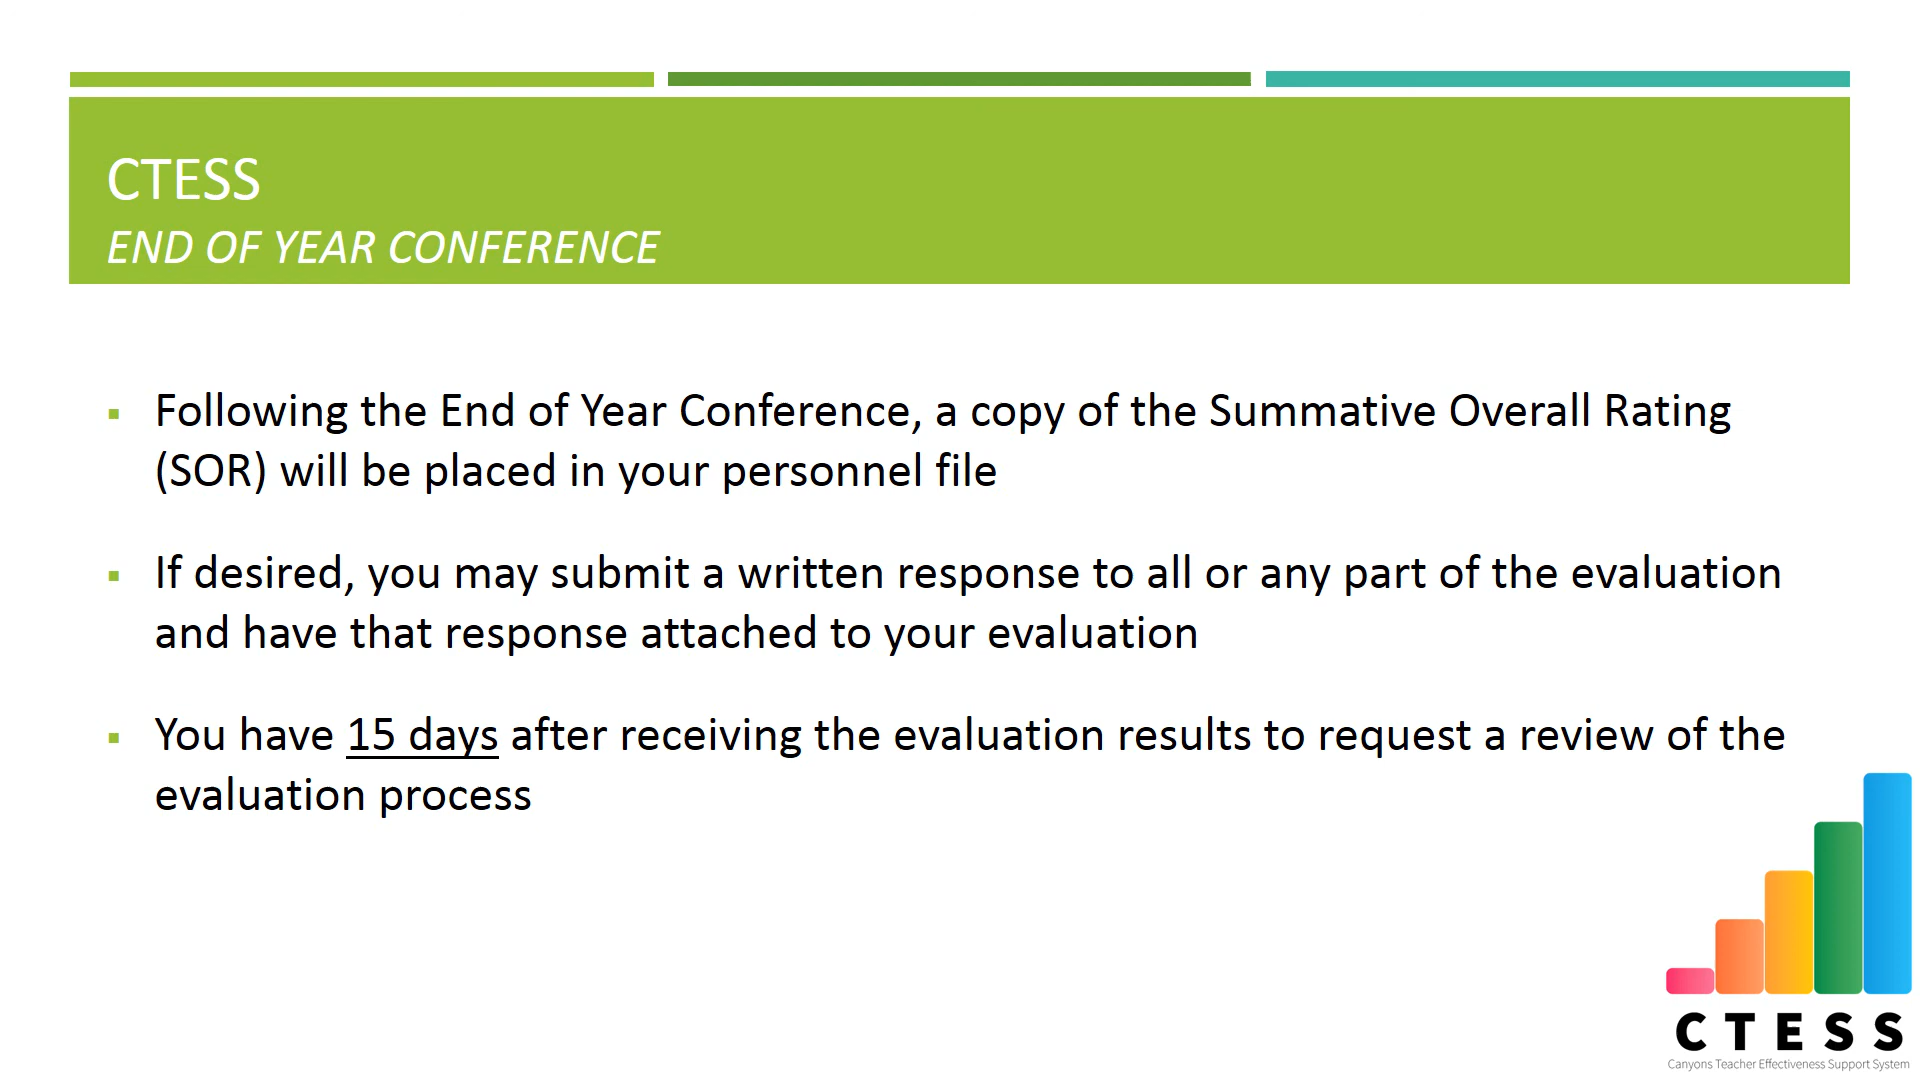 CTESS
END OF YEAR CONFERENCE
▪ Following the End of Year Conference, a copy of the Summative Overall Rating
(SOR) will be placed in your personnel file
▪ If desired, you may submit a written response to all or any part of the evaluation
and have that response attached to your evaluation
▪ You have 15 days after receiving the evaluation results to request a review of the
evaluation process
CTESS
Canyons Teacher Effectiveness Support System